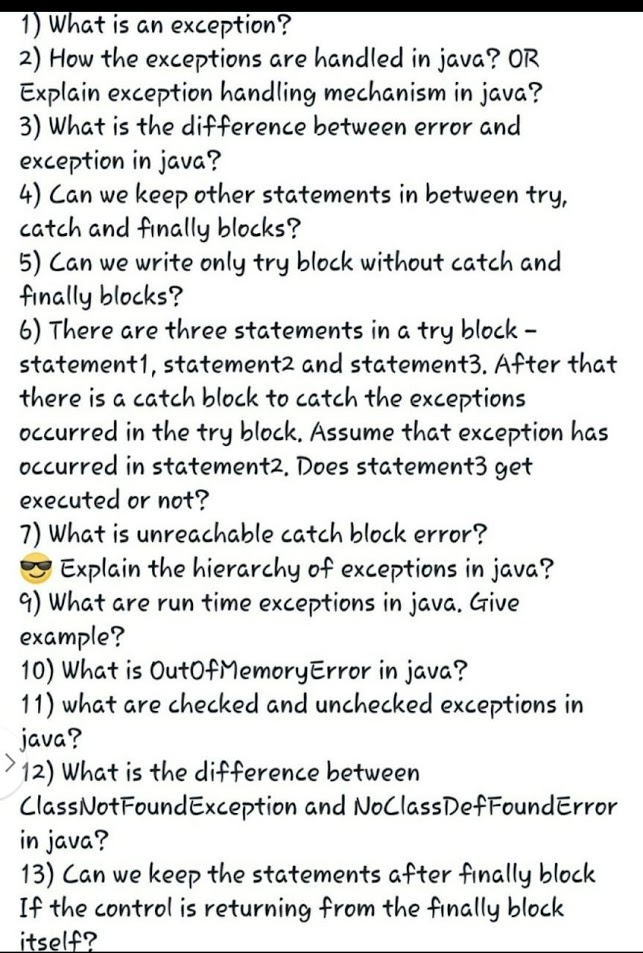 1) What is an exception?
2) How the exceptions are handled in java? OR
Explain exception handling mechanism in java?
3) What is the difference between error and
exception in java?
4) Can we keep other statements in between try,
catch and finally blocks?
5) Can we write only try block without catch and
finally blocks?
6) There are three statements in a try block –
statement1, statement2 and statement3. After that
there is a catch block to catch the exceptions
occurred in the try block. Assume that exception has
occurred in statement2. Does statement3 get
executed or not?
7) What is unreachable catch block error?
😎 Explain the hierarchy of exceptions in java?
9) What are run time exceptions in java. Give
example?
10) What is OutOfMemoryError in java?
11) what are checked and unchecked exceptions in
java?
12) What is the difference between
ClassNotFoundException and NoClassDefFoundError
in java?
13) Can we keep the statements after finally block
If the control is returning from the finally block
itself?